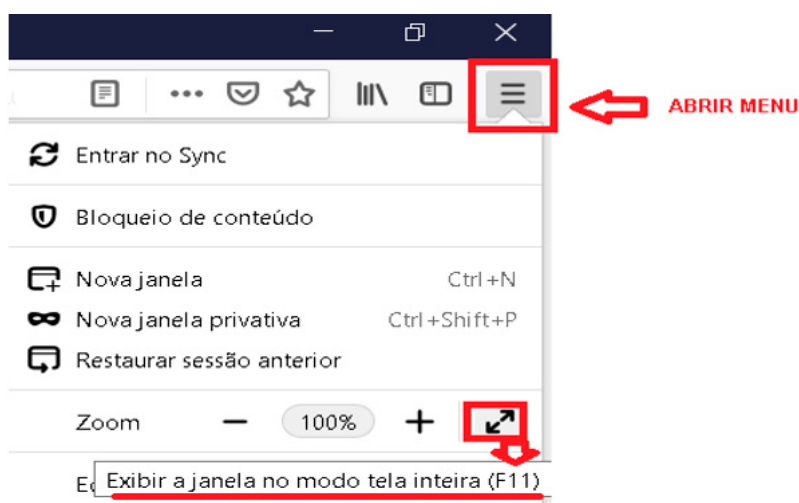 ABRIR MENU
Entrar no Sync
Bloqueio de conteúdo
Nova janela Ctrl+N
Nova janela privativa Ctrl+Shift+P
Restaurar sessão anterior
Zoom 100%
Exibir a janela no modo tela inteira (F11)